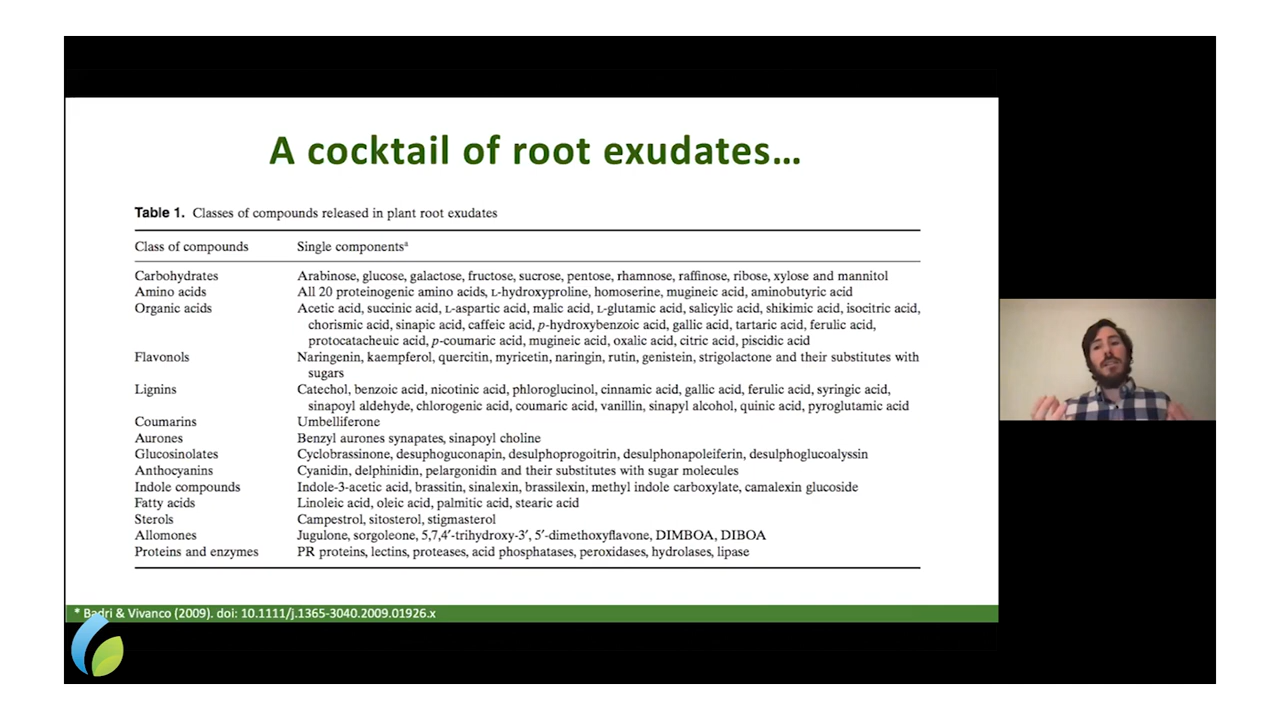 A cocktail of root exudates…
Table 1. Classes of compounds released in plant root exudates
Class of compounds Single componentsᵃ
Carbohydrates Arabinose, glucose, galactose, fructose, sucrose, pentose, rhamnose, raffinose, ribose, xylose and mannitol
Amino acids All 20 proteinogenic amino acids, L-hydroxyproline, homoserine, mugineic acid, aminobutyric acid
Organic acids Acetic acid, succinic acid, L-aspartic acid, malic acid, L-glutamic acid, salicylic acid, shikimic acid, isocitric acid,
chorismic acid, sinapic acid, caffeic acid, p-hydroxybenzoic acid, gallic acid, tartaric acid, ferulic acid,
protocatacheuic acid, p-coumaric acid, mugineic acid, oxalic acid, citric acid, piscidic acid
Flavonols Naringenin, kaempferol, quercitin, myricetin, naringin, rutin, genistein, strigolactone and their substitutes with
sugars
Lignins Catechol, benzoic acid, nicotinic acid, phloroglucinol, cinnamic acid, gallic acid, ferulic acid, syringic acid,
sinapoyl aldehyde, chlorogenic acid, coumaric acid, vanillin, sinapyl alcohol, quinic acid, pyroglutamic acid
Coumarins Umbelliferone
Aurones Benzyl aurones synapates, sinapoyl choline
Glucosinolates Cyclobrassinone, desuphoguconapin, desulphoprogoitrin, desulphonapoleiferin, desulphoglucoalyssin
Anthocyanins Cyanidin, delphinidin, pelargonidin and their substitutes with sugar molecules
Indole compounds Indole-3-acetic acid, brassitin, sinalexin, brassilexin, methyl indole carboxylate, camalexin glucoside
Fatty acids Linoleic acid, oleic acid, palmitic acid, stearic acid
Sterols Campestrol, sitosterol, stigmasterol
Allomones Jugulone, sorgoleone, 5,7,4′-trihydroxy-3′, 5′-dimethoxyflavone, DIMBOA, DIBOA
Proteins and enzymes PR proteins, lectins, proteases, acid phosphatases, peroxidases, hydrolases, lipase
* Badri & Vivanco (2009). doi: 10.1111/j.1365-3040.2009.01926.x